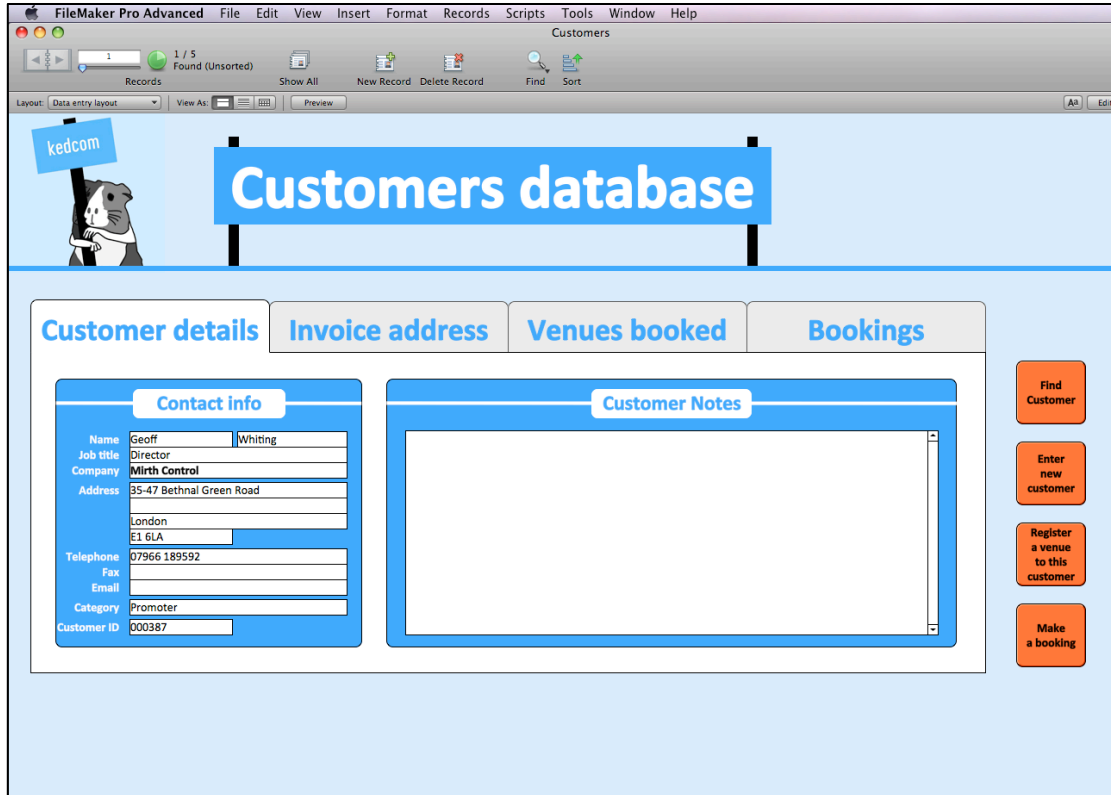 FileMaker Pro Advanced File Edit View Insert Format Records Scripts Tools Window Help
Customers
1
1 / 5
Found (Unsorted)
Records Show All New Record Delete Record Find Sort
Layout: Data entry layout View As: Preview Aa Edit
kedcom
Customers database
Customer details Invoice address Venues booked Bookings
Contact info
Name Geoff Whiting
Job title Director
Company Mirth Control
Address 35-47 Bethnal Green Road
London
E1 6LA
Telephone 07966 189592
Fax
Email
Category Promoter
Customer ID 000387
Customer Notes
Find
Customer
Enter
new
customer
Register
a venue
to this
customer
Make
a booking